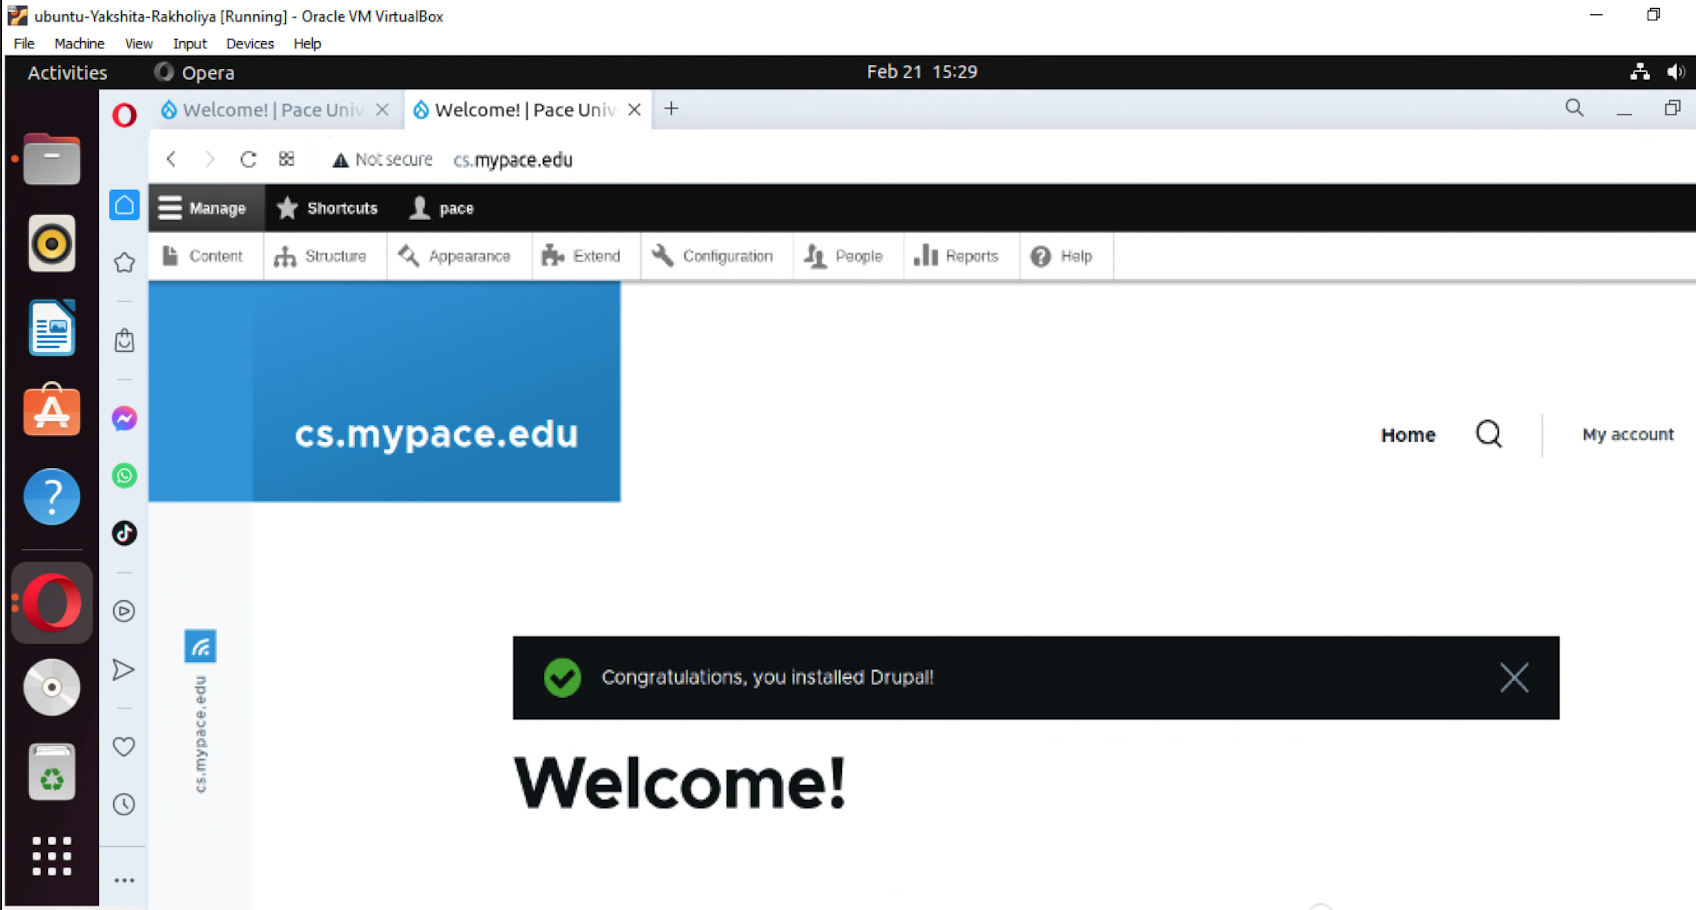 ubuntu-Yakshita-Rakholiya [Running] - Oracle VM VirtualBox
File Machine View Input Devices Help
Activities Opera Feb 21 15:29
Welcome! | Pace Univ Welcome! | Pace Univ
Not secure cs.mypace.edu
Manage Shortcuts pace
Content Structure Appearance Extend Configuration People Reports Help
cs.mypace.edu
Home My account
Congratulations, you installed Drupal!
cs.mypace.edu
Welcome!